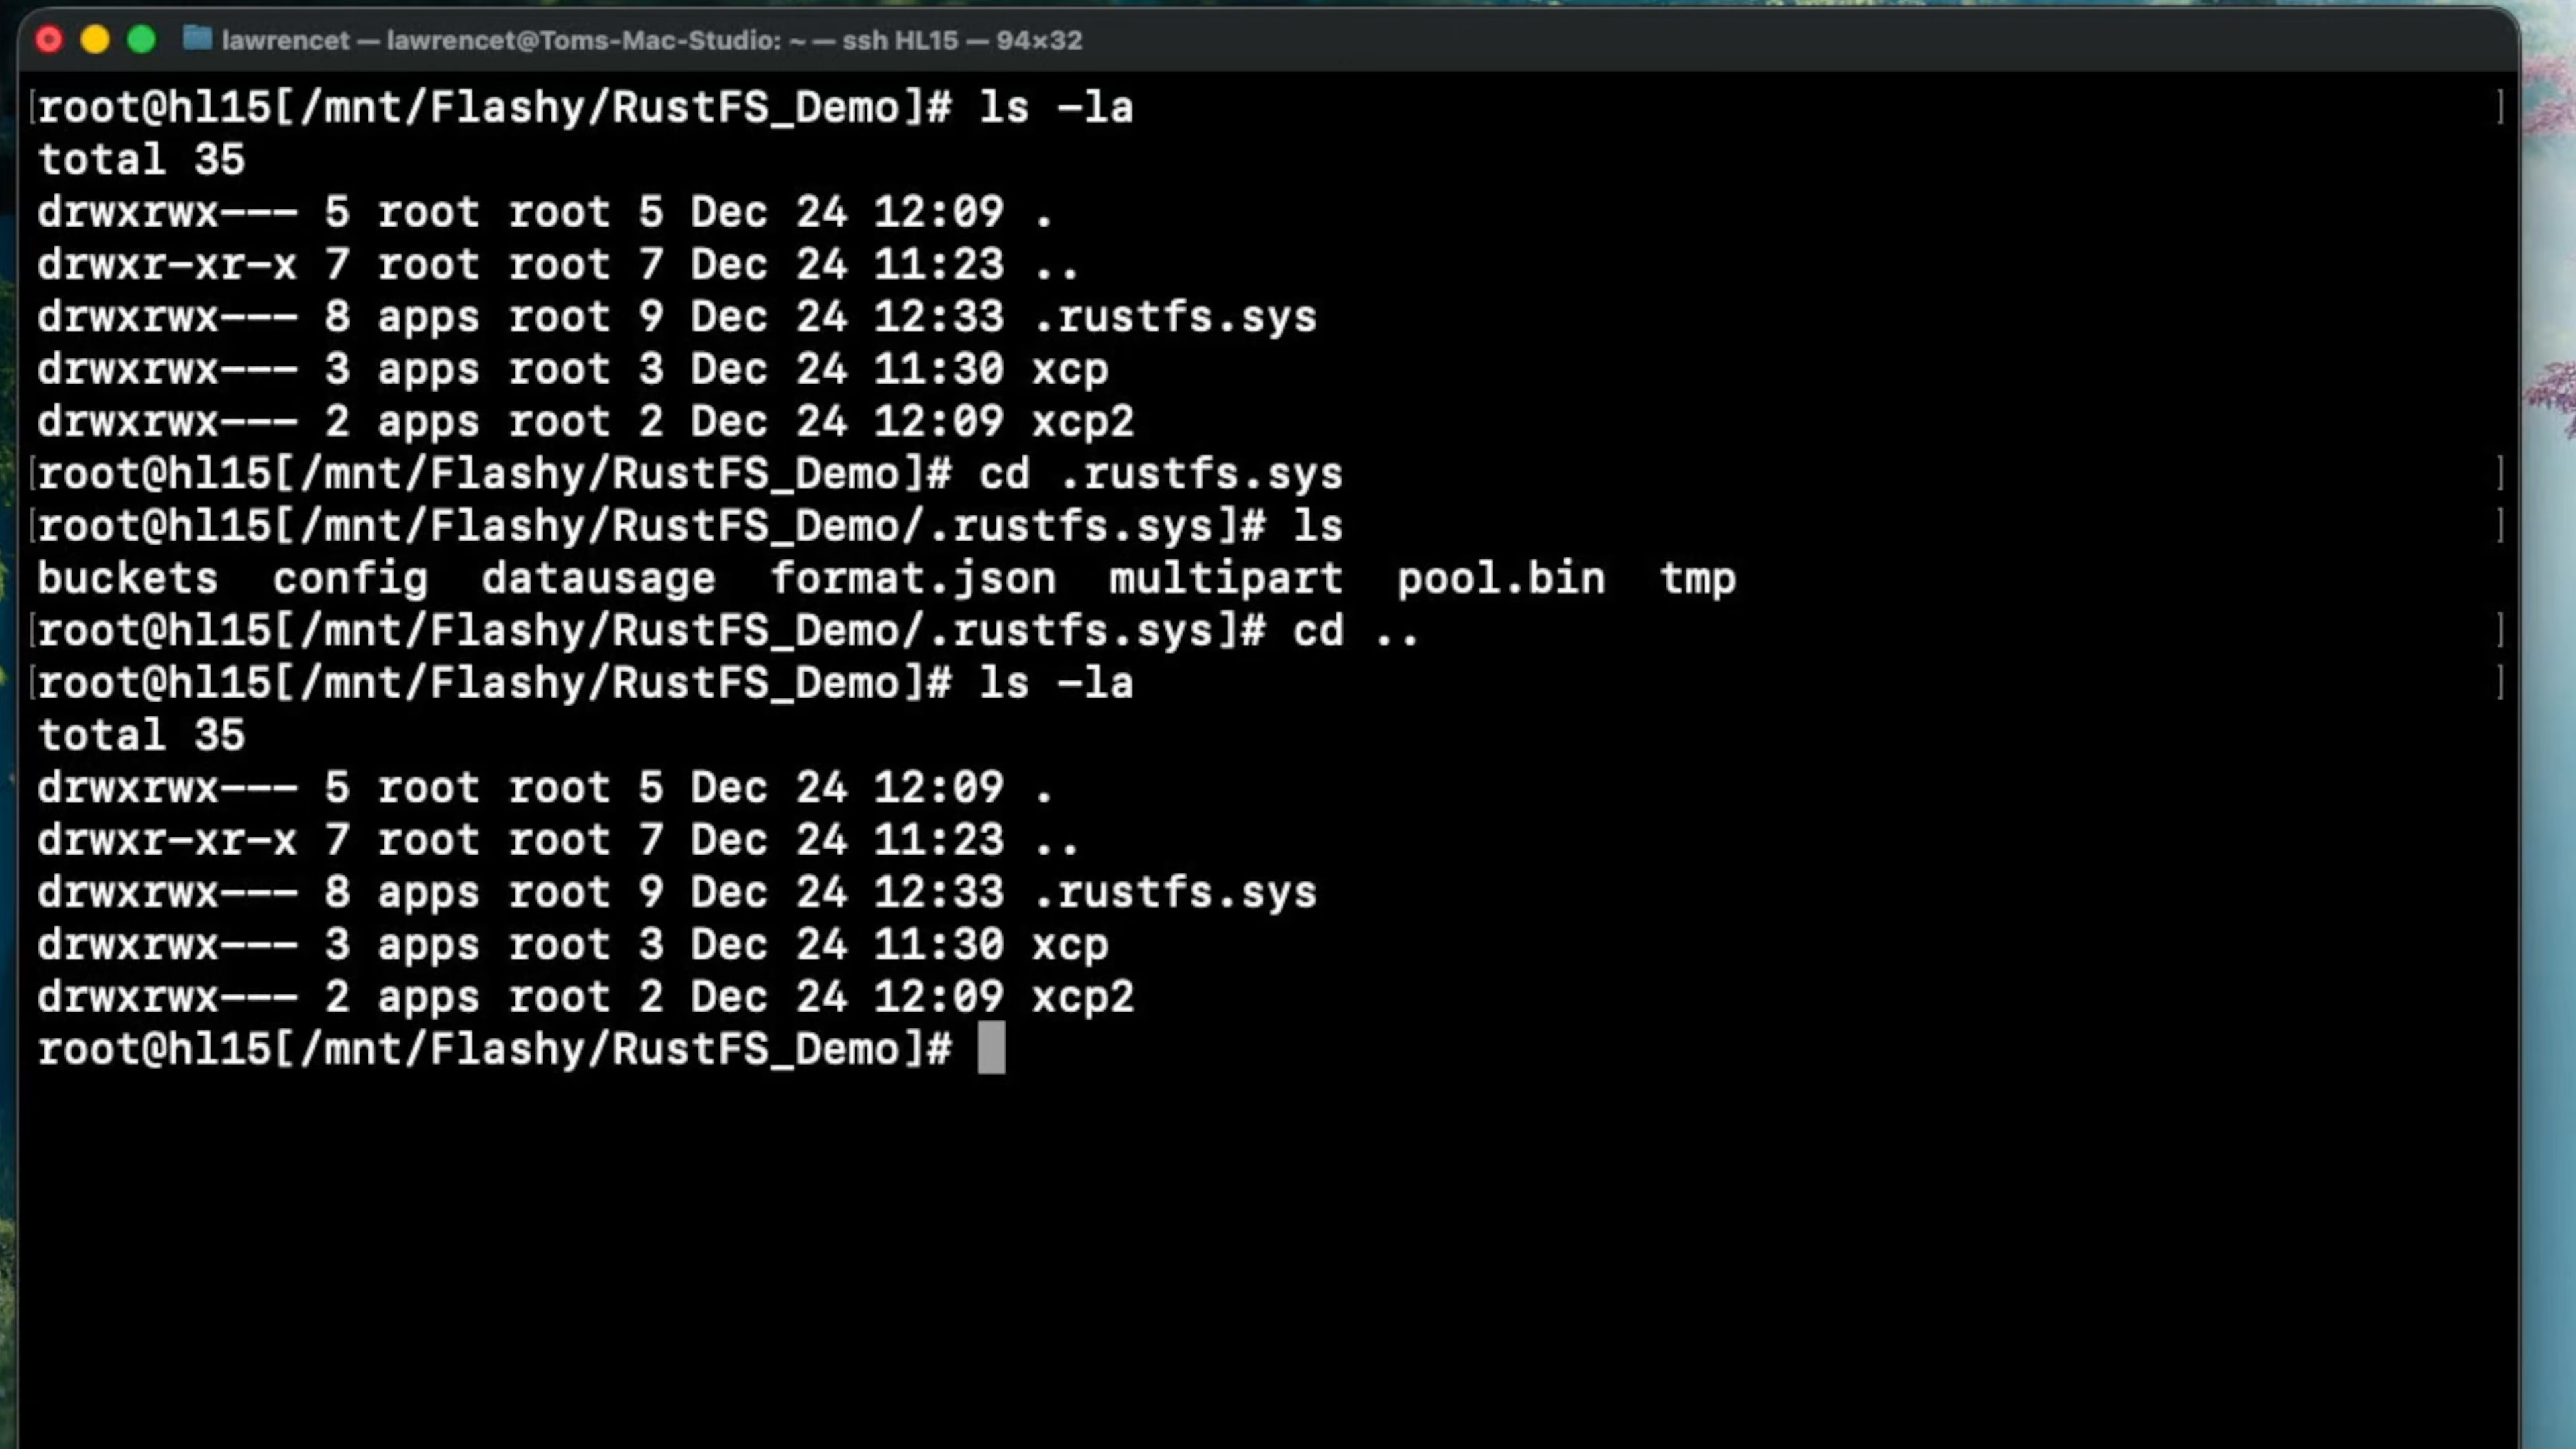 lawrencet — lawrencet@Toms-Mac-Studio: ~ — ssh HL15 — 94×32
[root@hl15[/mnt/Flashy/RustFS_Demo]# ls -la ]
total 35
drwxrwx--- 5 root root 5 Dec 24 12:09 .
drwxr-xr-x 7 root root 7 Dec 24 11:23 ..
drwxrwx--- 8 apps root 9 Dec 24 12:33 .rustfs.sys
drwxrwx--- 3 apps root 3 Dec 24 11:30 xcp
drwxrwx--- 2 apps root 2 Dec 24 12:09 xcp2
[root@hl15[/mnt/Flashy/RustFS_Demo]# cd .rustfs.sys ]
[root@hl15[/mnt/Flashy/RustFS_Demo/.rustfs.sys]# ls ]
buckets  config  datausage  format.json  multipart  pool.bin  tmp
[root@hl15[/mnt/Flashy/RustFS_Demo/.rustfs.sys]# cd .. ]
[root@hl15[/mnt/Flashy/RustFS_Demo]# ls -la ]
total 35
drwxrwx--- 5 root root 5 Dec 24 12:09 .
drwxr-xr-x 7 root root 7 Dec 24 11:23 ..
drwxrwx--- 8 apps root 9 Dec 24 12:33 .rustfs.sys
drwxrwx--- 3 apps root 3 Dec 24 11:30 xcp
drwxrwx--- 2 apps root 2 Dec 24 12:09 xcp2
root@hl15[/mnt/Flashy/RustFS_Demo]#